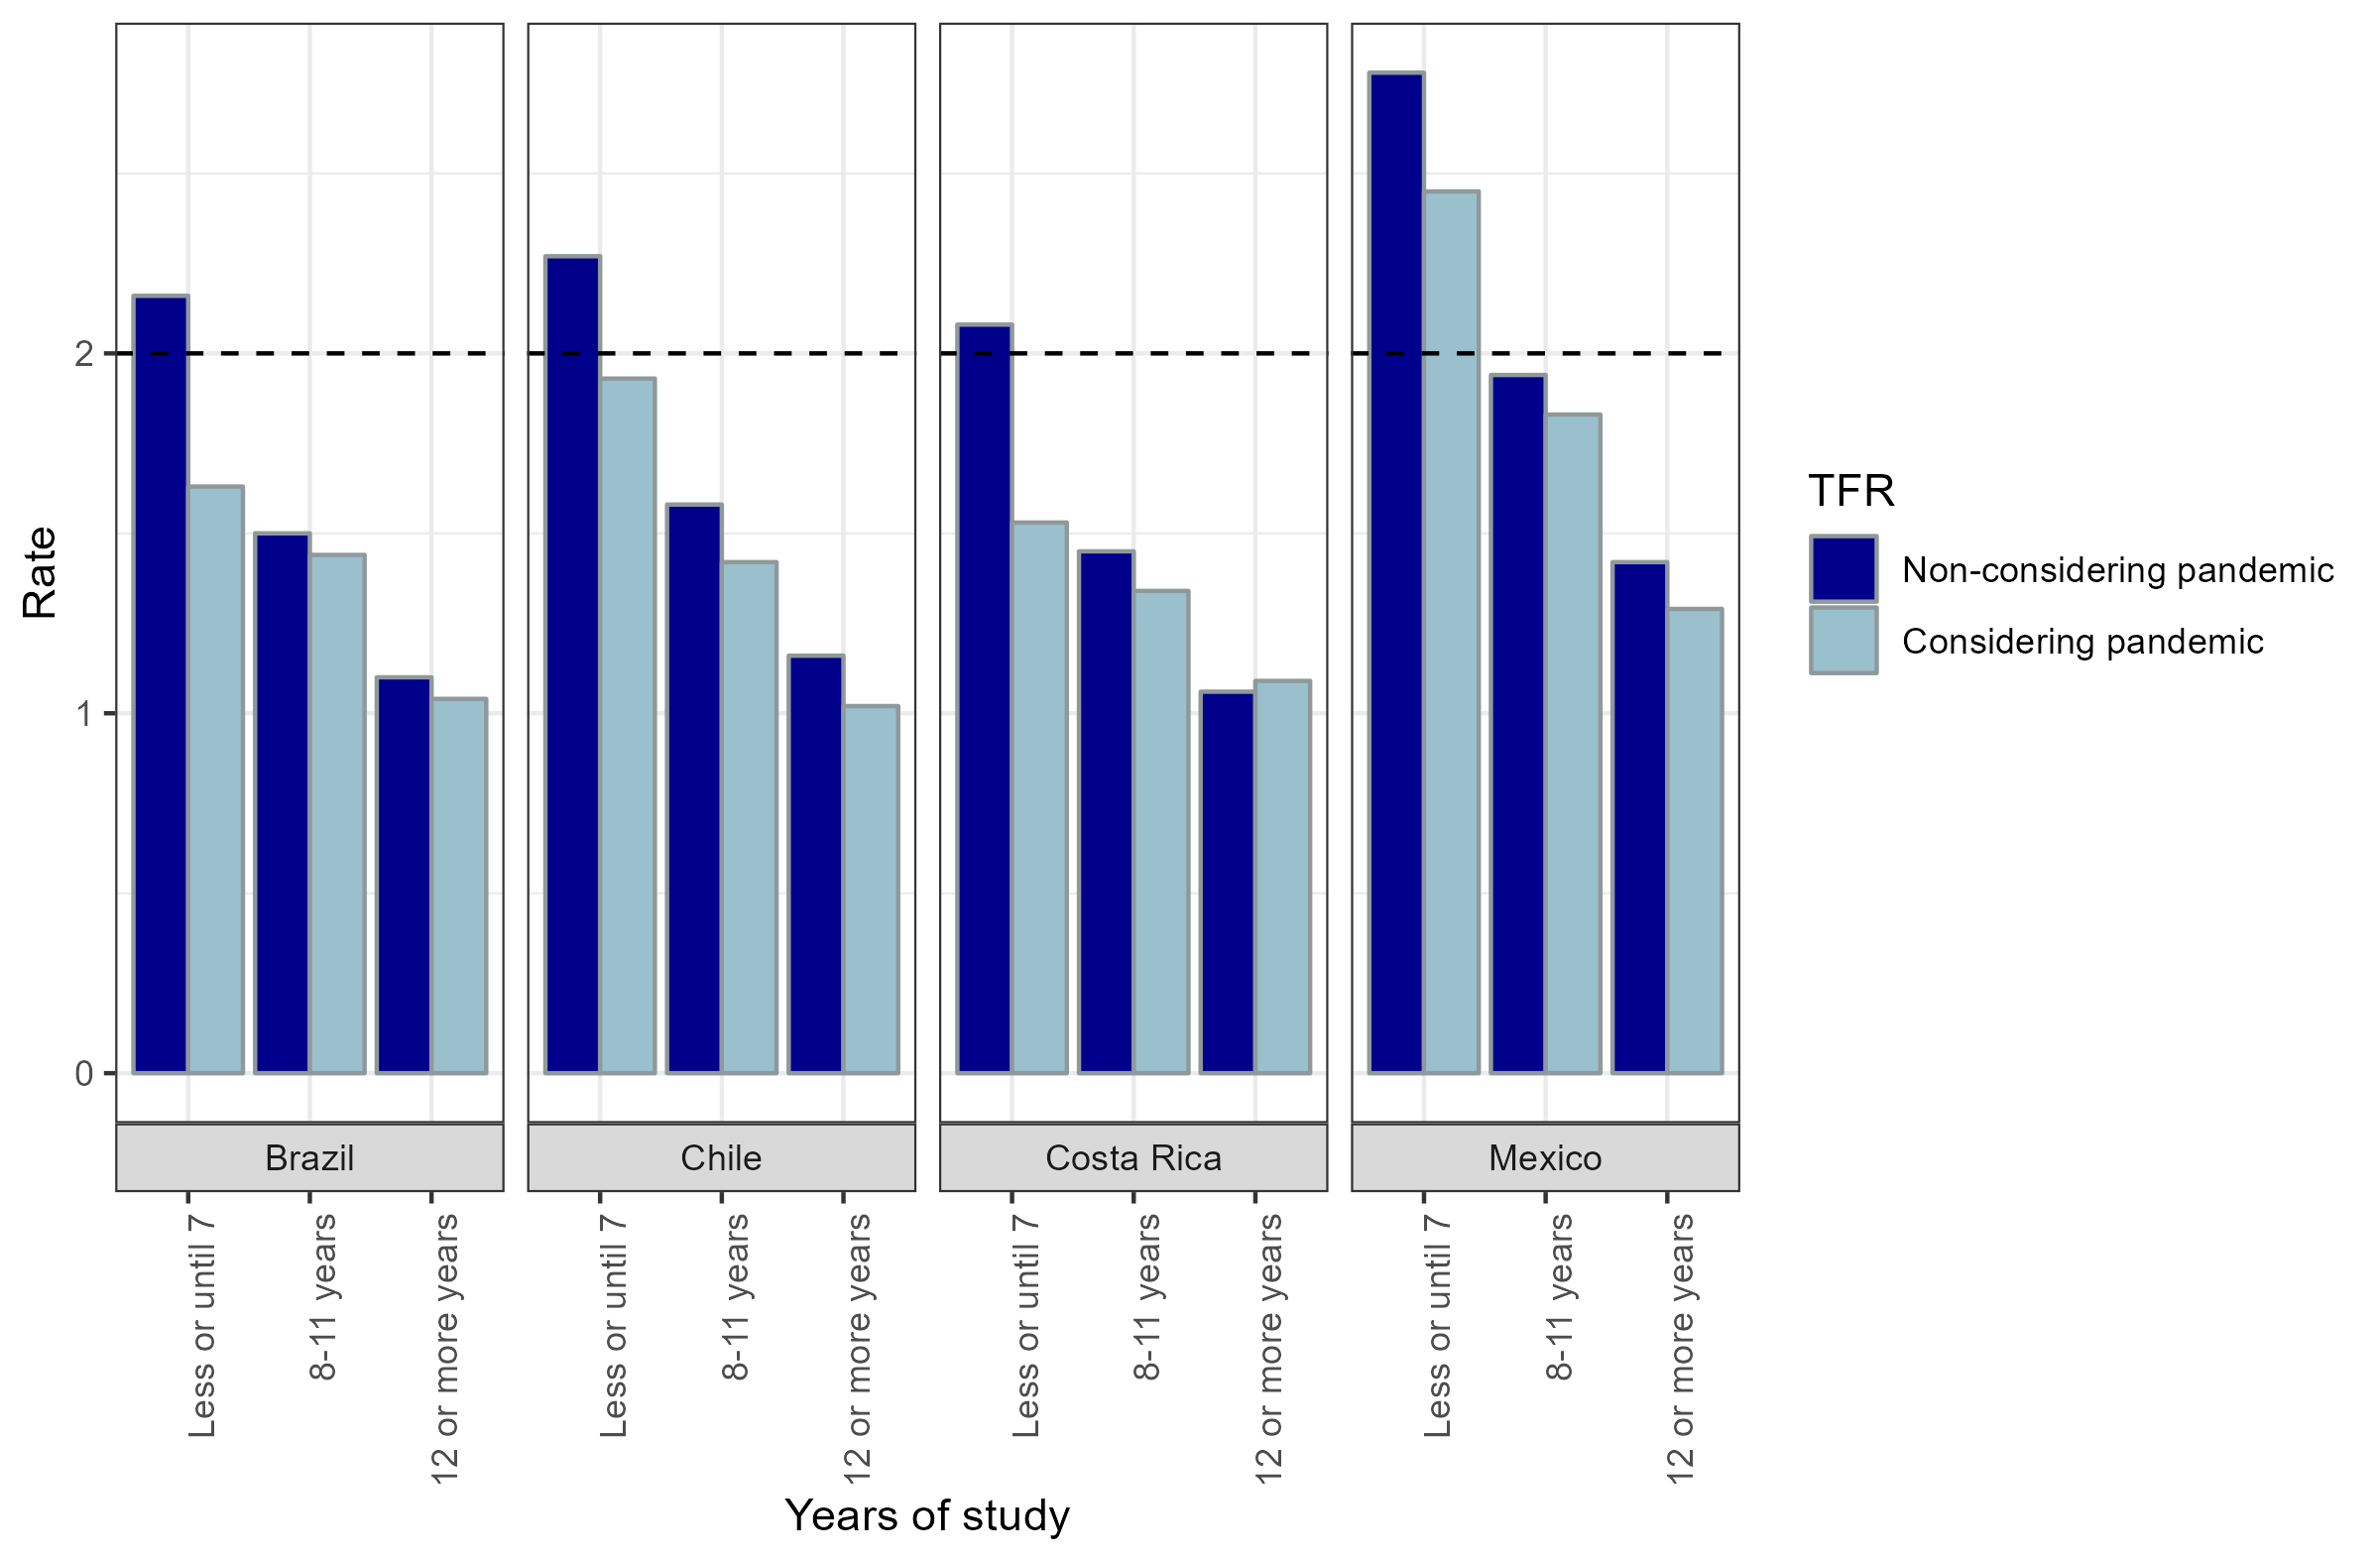 Rate
2
1
0
Brazil
Chile
Costa Rica
Mexico
Less or until 7
8-11 years
12 or more years
Less or until 7
8-11 years
12 or more years
Less or until 7
8-11 years
12 or more years
Less or until 7
8-11 years
12 or more years
Years of study
TFR
Non-considering pandemic
Considering pandemic